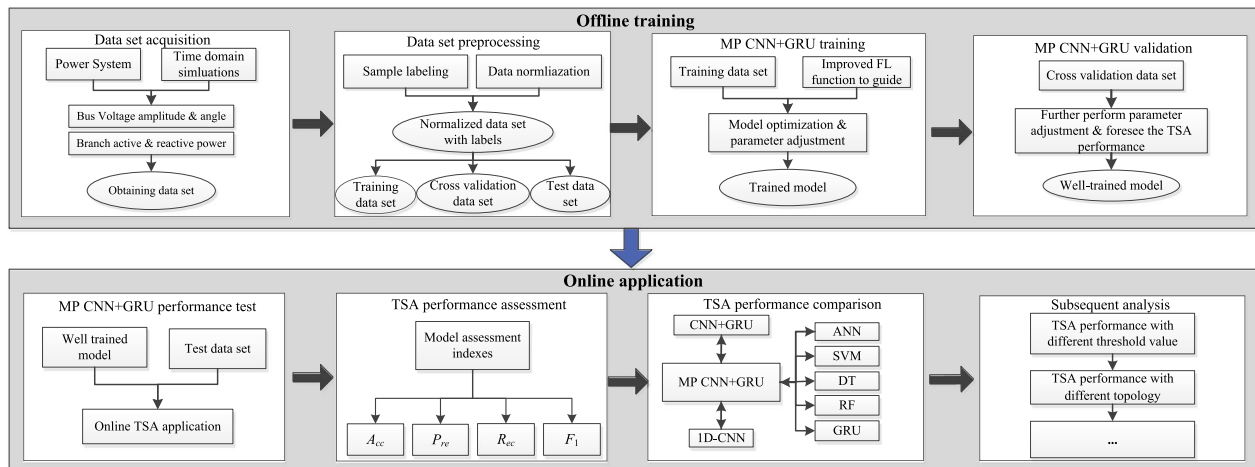 Offline training
Data set acquisition
Power System
Time domain
simluations
Bus Voltage amplitude & angle
Branch active & reactive power
Obtaining data set
Data set preprocessing
Sample labeling
Data normliazation
Normalized data set
with labels
Training
data set
Cross validation
data set
Test data
set
MP CNN+GRU training
Training data set
Improved FL
function to guide
Model optimization &
parameter adjustment
Trained model
MP CNN+GRU validation
Cross validation data set
Further perform parameter
adjustment & foresee the TSA
performance
Well-trained model
Online application
MP CNN+GRU performance test
Well trained
model
Test data set
Online TSA application
TSA performance assessment
Model assessment
indexes
Acc
Pre
Rec
F1
TSA performance comparison
CNN+GRU
MP CNN+GRU
1D-CNN
ANN
SVM
DT
RF
GRU
Subsequent analysis
TSA performance with
different threshold value
TSA performance with
different topology
...